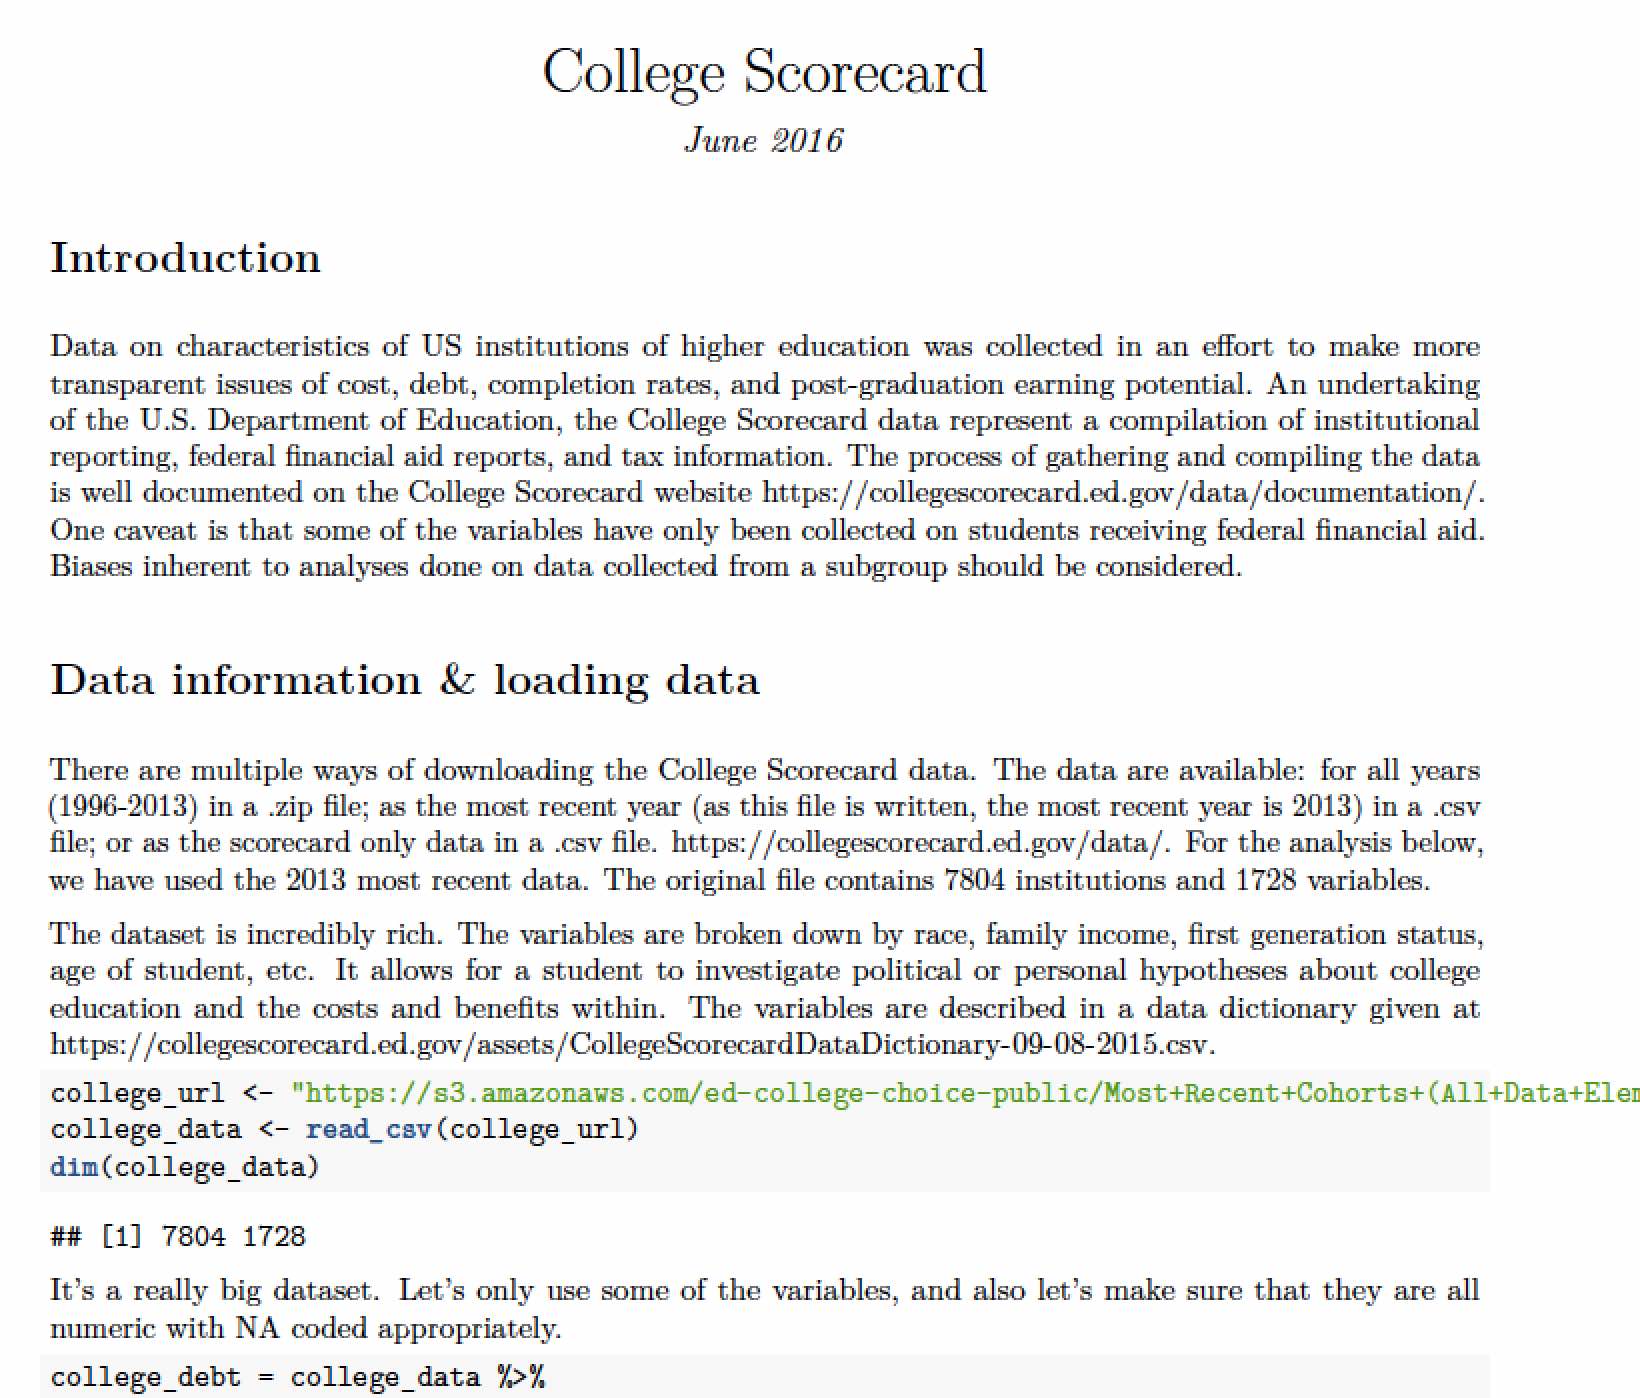 College Scorecard
June 2016
Introduction
Data on characteristics of US institutions of higher education was collected in an effort to make more
transparent issues of cost, debt, completion rates, and post-graduation earning potential. An undertaking
of the U.S. Department of Education, the College Scorecard data represent a compilation of institutional
reporting, federal financial aid reports, and tax information. The process of gathering and compiling the data
is well documented on the College Scorecard website https://collegescorecard.ed.gov/data/documentation/.
One caveat is that some of the variables have only been collected on students receiving federal financial aid.
Biases inherent to analyses done on data collected from a subgroup should be considered.
Data information & loading data
There are multiple ways of downloading the College Scorecard data. The data are available: for all years
(1996-2013) in a .zip file; as the most recent year (as this file is written, the most recent year is 2013) in a .csv
file; or as the scorecard only data in a .csv file. https://collegescorecard.ed.gov/data/. For the analysis below,
we have used the 2013 most recent data. The original file contains 7804 institutions and 1728 variables.
The dataset is incredibly rich. The variables are broken down by race, family income, first generation status,
age of student, etc. It allows for a student to investigate political or personal hypotheses about college
education and the costs and benefits within. The variables are described in a data dictionary given at
https://collegescorecard.ed.gov/assets/CollegeScorecardDataDictionary-09-08-2015.csv.
college_url <- "https://s3.amazonaws.com/ed-college-choice-public/Most+Recent+Cohorts+(All+Data+Elem
college_data <- read_csv(college_url)
dim(college_data)
## [1] 7804 1728
It's a really big dataset. Let's only use some of the variables, and also let's make sure that they are all
numeric with NA coded appropriately.
college_debt = college_data %>%